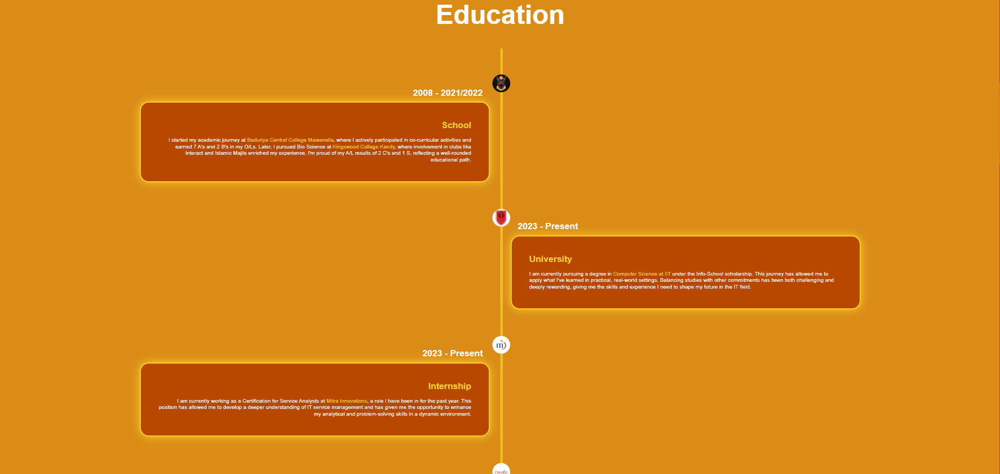 Education
2008 - 2021/2022
School
I started my academic journey at Baduriya Central College Mawanella, where I actively participated in co-curricular activities and
earned 7 A's and 2 B's in my O/Ls. Later, I pursued Bio Science at Kingswood College Kandy, where involvement in clubs like
Interact and Islamic Majlis enriched my experience. I'm proud of my A/L results of 2 C's and 1 S, reflecting a well-rounded
educational path.
2023 - Present
University
I am currently pursuing a degree in Computer Science at IIT under the Info-School scholarship. This journey has allowed me to
apply what I've learned in practical, real-world settings. Balancing studies with other commitments has been both challenging and
deeply rewarding, giving me the skills and experience I need to shape my future in the IT field.
2023 - Present
Internship
I am currently working as a Certification for Service Analysts at Mitra Innovations, a role I have been in for the past year. This
position has allowed me to develop a deeper understanding of IT service management and has given me the opportunity to enhance
my analytical and problem-solving skills in a dynamic environment.